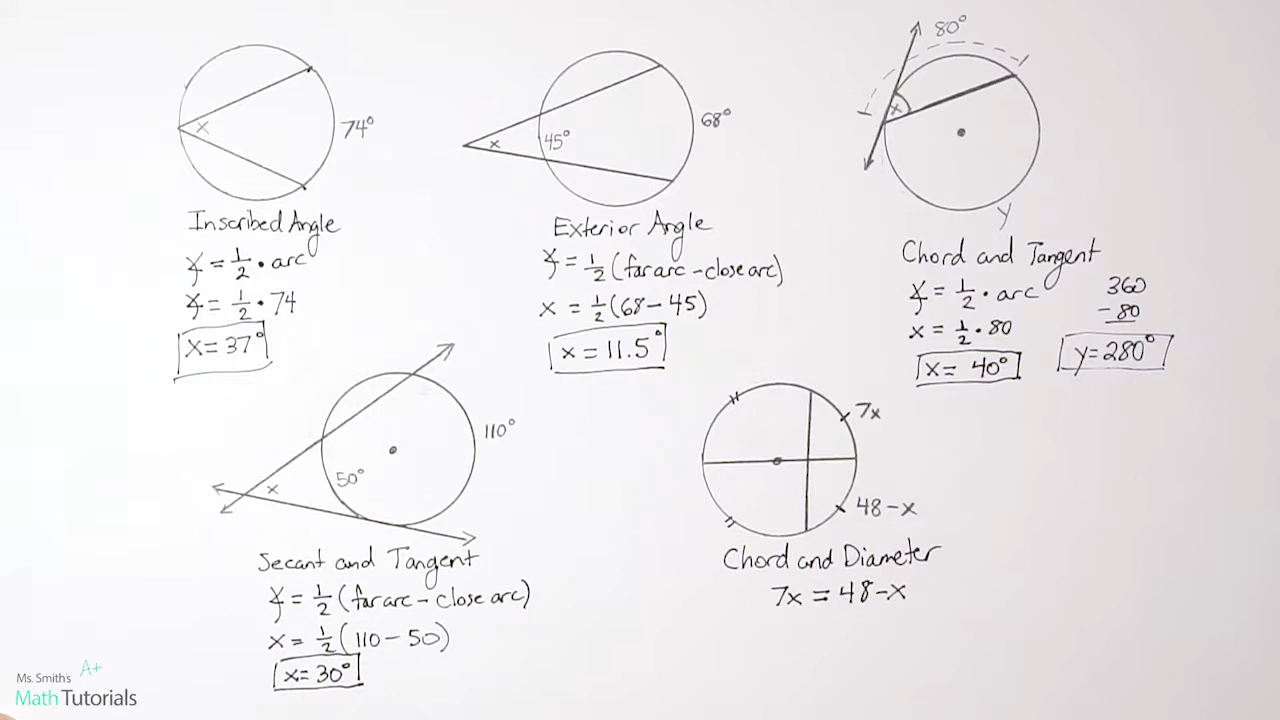 x
74°
Inscribed Angle
∡ = 1/2 • arc
∡ = 1/2 • 74
x = 37°
x
45°
68°
Exterior Angle
∡ = 1/2 (far arc - close arc)
x = 1/2 (68 - 45)
x = 11.5°
80°
x
y
Chord and Tangent
∡ = 1/2 • arc
x = 1/2 • 80
x = 40°
360
- 80
y = 280°
x
50°
110°
Secant and Tangent
∡ = 1/2 (far arc - close arc)
x = 1/2 (110 - 50)
x = 30°
7x
48 - x
Chord and Diameter
7x = 48 - x
Ms. Smith's A+
Math Tutorials